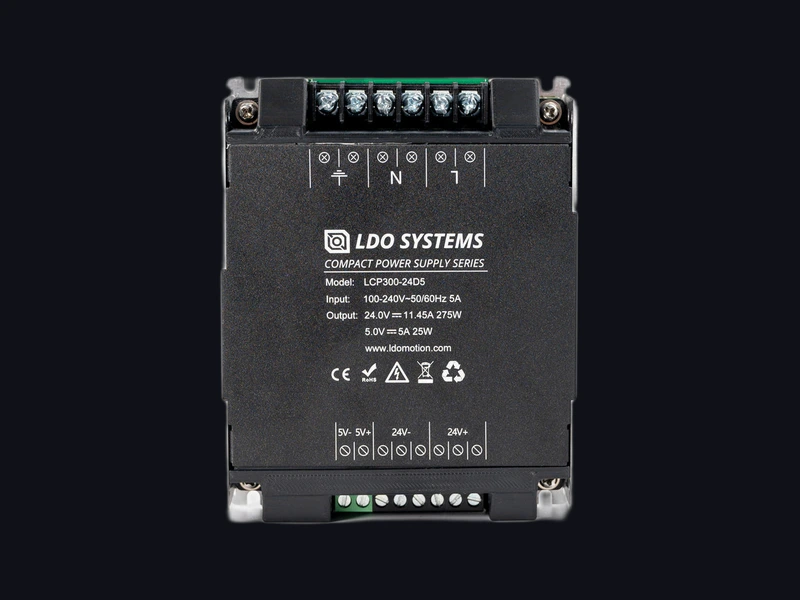 N L
LDO SYSTEMS
COMPACT POWER SUPPLY SERIES
Model: LCP300-24D5
Input: 100-240V~50/60Hz 5A
Output: 24.0V⎓11.45A 275W
5.0V⎓5A 25W
www.ldomotion.com
CE RoHS
5V- 5V+ 24V- 24V+